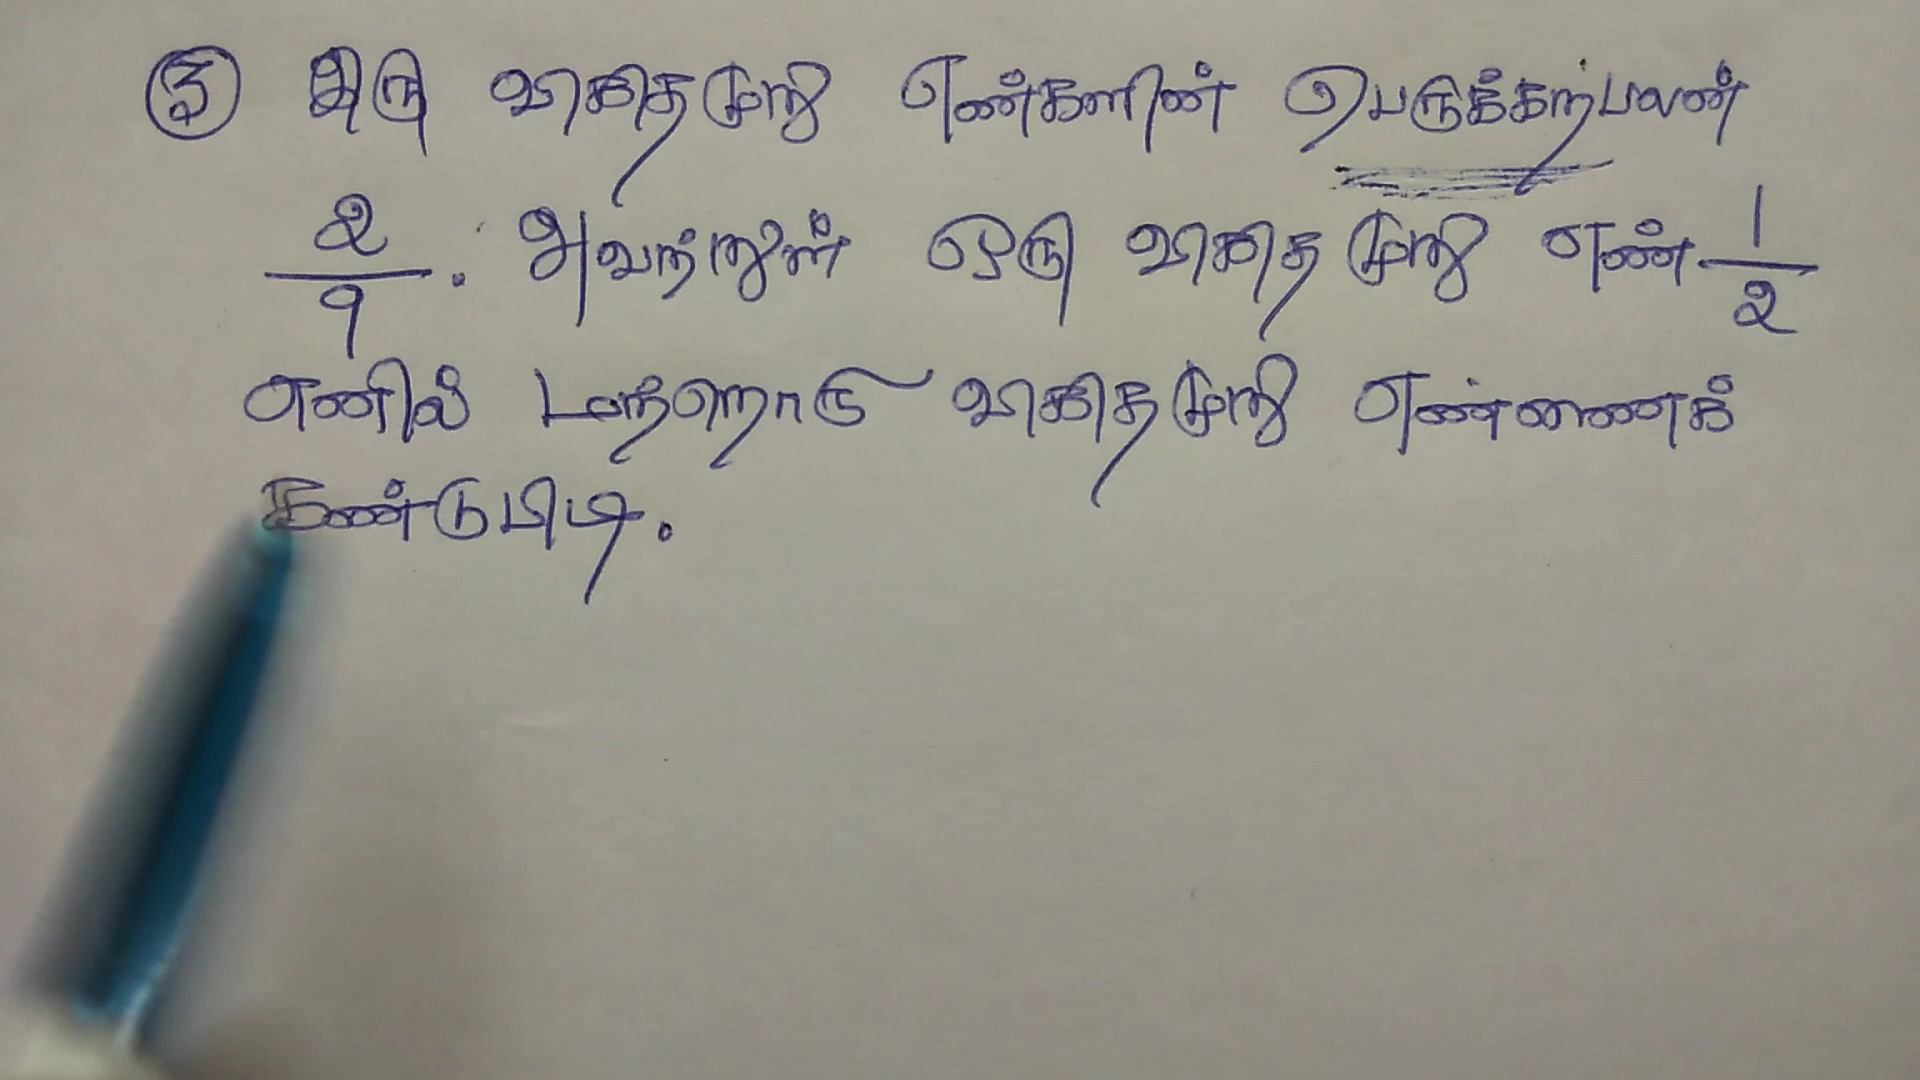 ③ இரு விகிதமுறு எண்களின் பெருக்கற்பலன்
2/9. அவற்றுள் ஒரு விகிதமுறு எண் 1/2
எனில் மற்றொரு விகிதமுறு எண்ணைக்
கண்டுபிடி.